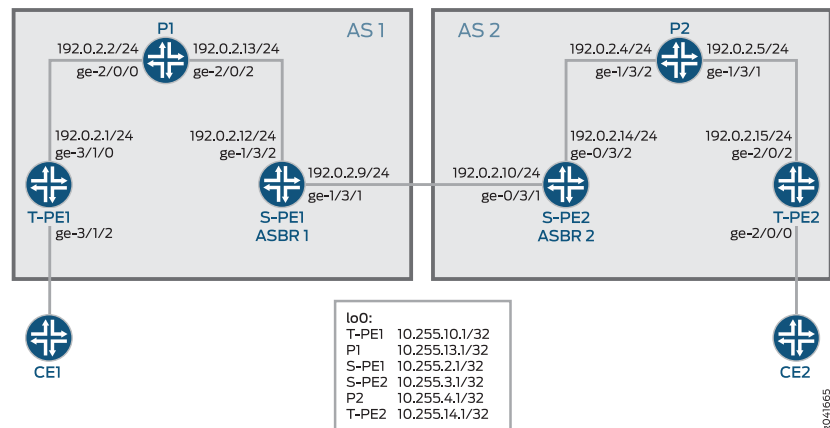 AS 1
P1
192.0.2.2/24
192.0.2.13/24
ge-2/0/0
ge-2/0/2
192.0.2.1/24
ge-3/1/0
192.0.2.12/24
ge-1/3/2
192.0.2.9/24
ge-1/3/1
T-PE1
ge-3/1/2
S-PE1
ASBR 1
CE1
AS 2
P2
192.0.2.4/24
192.0.2.5/24
ge-1/3/2
ge-1/3/1
192.0.2.14/24
ge-0/3/2
192.0.2.15/24
ge-2/0/2
192.0.2.10/24
ge-0/3/1
S-PE2
ASBR 2
T-PE2
ge-2/0/0
CE2
lo0:
T-PE1 10.255.10.1/32
P1 10.255.13.1/32
S-PE1 10.255.2.1/32
S-PE2 10.255.3.1/32
P2 10.255.4.1/32
T-PE2 10.255.14.1/32